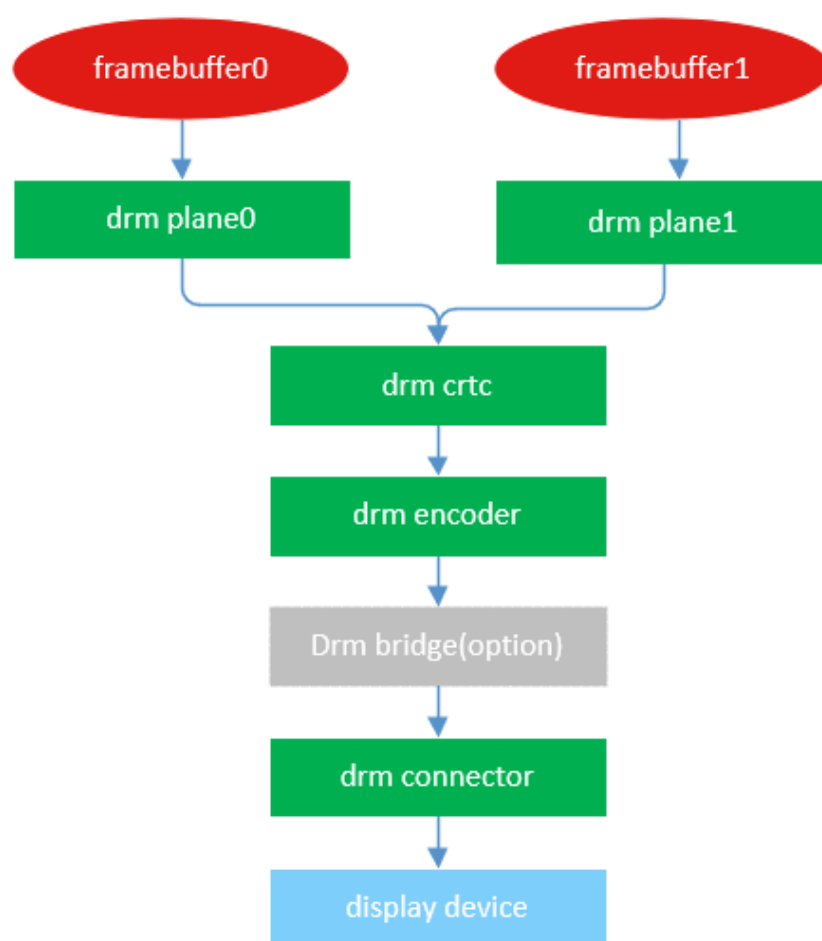 framebuffer0
framebuffer1
drm plane0
drm plane1
drm crtc
drm encoder
Drm bridge(option)
drm connector
display device